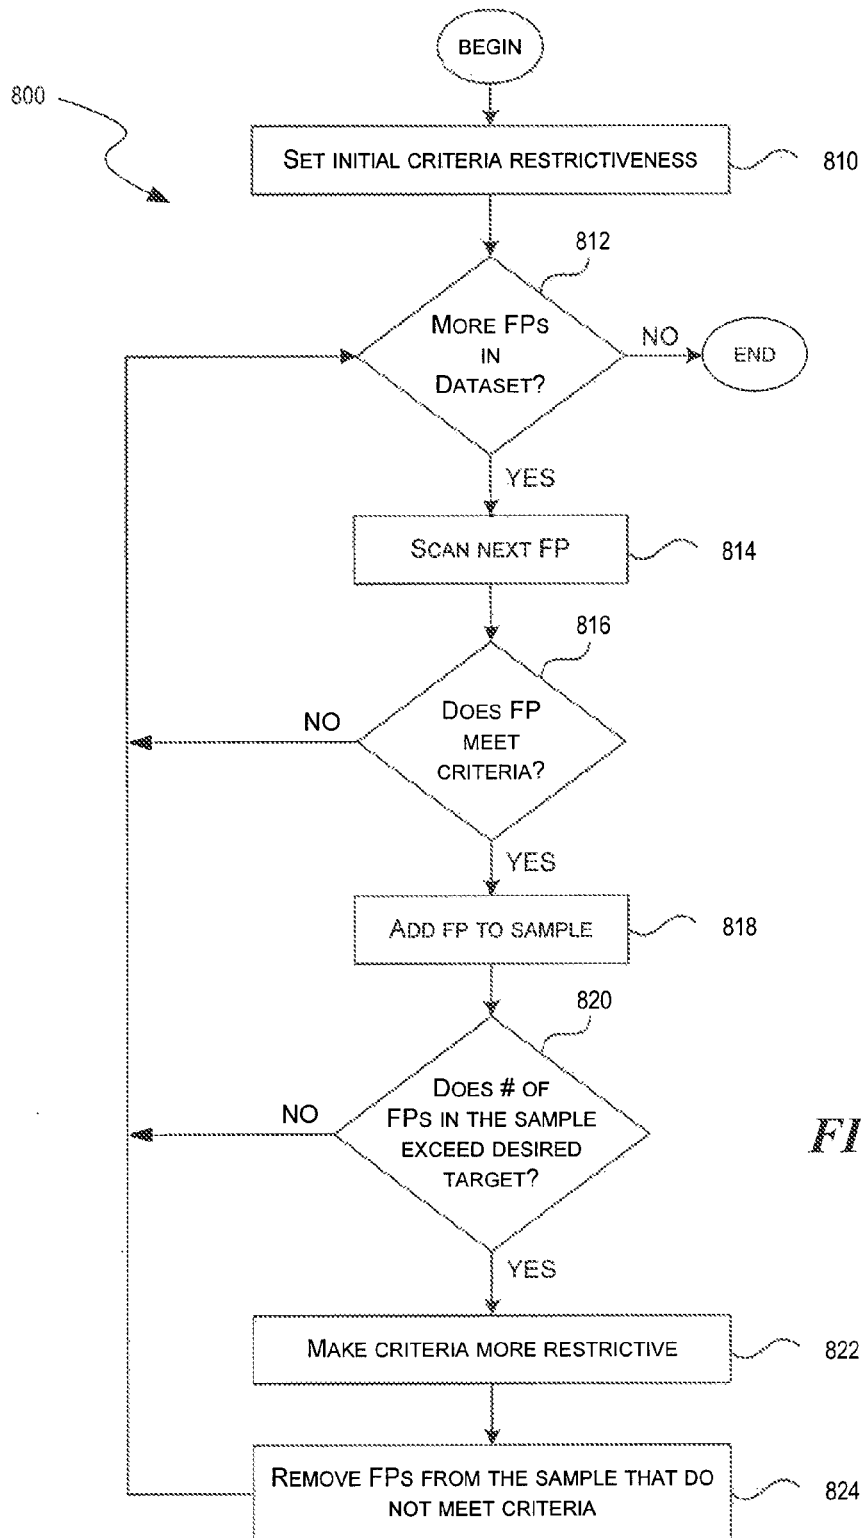 BEGIN
800
SET INITIAL CRITERIA RESTRICTIVENESS
810
812
MORE FPS
IN
DATASET?
NO
END
YES
SCAN NEXT FP
814
816
DOES FP
MEET
CRITERIA?
NO
YES
ADD FP TO SAMPLE
818
820
DOES # OF
FPS IN THE SAMPLE
EXCEED DESIRED
TARGET?
NO
FI
YES
MAKE CRITERIA MORE RESTRICTIVE
822
REMOVE FPS FROM THE SAMPLE THAT DO
NOT MEET CRITERIA
824